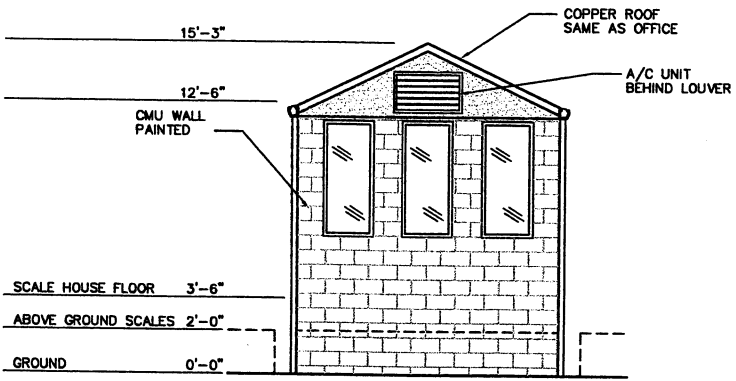 COPPER ROOF
SAME AS OFFICE
15'-3"
A/C UNIT
BEHIND LOUVER
12'-6"
CMU WALL
PAINTED
SCALE HOUSE FLOOR 3'-6"
ABOVE GROUND SCALES 2'-0"
GROUND 0'-0"